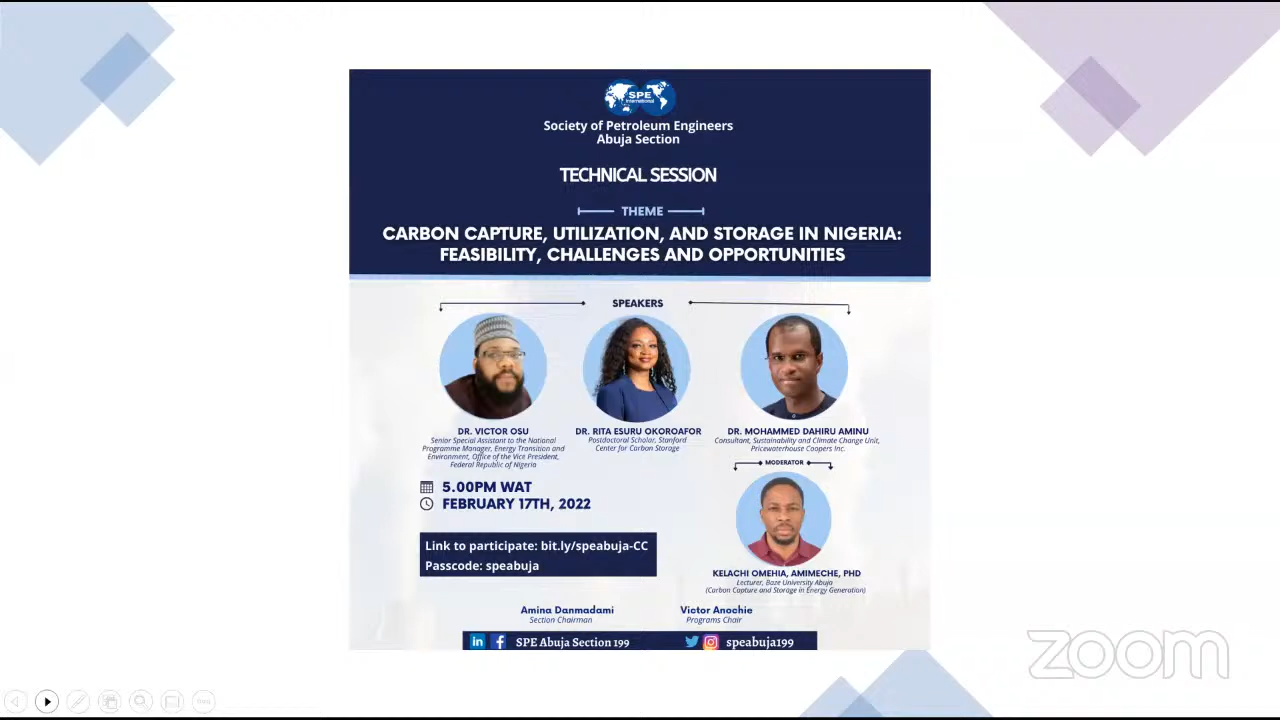 SPE
International
Society of Petroleum Engineers
Abuja Section
TECHNICAL SESSION
THEME
CARBON CAPTURE, UTILIZATION, AND STORAGE IN NIGERIA:
FEASIBILITY, CHALLENGES AND OPPORTUNITIES
SPEAKERS
DR. VICTOR OSU
Senior Special Assistant to the National
Programme Manager, Energy Transition and
Environment, Office of the Vice President,
Federal Republic of Nigeria
DR. RITA ESURU OKOROAFOR
Postdoctoral Scholar, Stanford
Center for Carbon Storage
DR. MOHAMMED DAHIRU AMINU
Consultant, Sustainability and Climate Change Unit,
Pricewaterhouse Coopers Inc.
MODERATOR
KELACHI OMEHIA, AMIMECHE, PHD
Lecturer, Baze University Abuja
(Carbon Capture and Storage in Energy Generation)
5.00PM WAT
FEBRUARY 17TH, 2022
Link to participate: bit.ly/speabuja-CC
Passcode: speabuja
Amina Danmadami
Section Chairman
Victor Anochie
Programs Chair
SPE Abuja Section 199
speabuja199
zoom